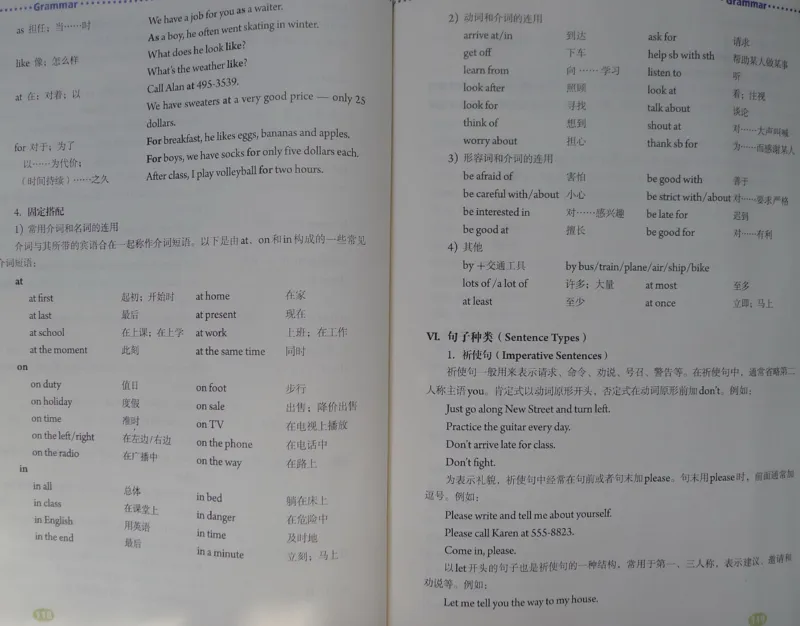 Grammar
We have a job for you as a waiter.
as 担任；当……时
As a boy, he often went skating in winter.
What does he look like?
like 像；怎么样
What's the weather like?
Call Alan at 495-3539.
at 在；对着；以
We have sweaters at a very good price — only 25
dollars.
For breakfast, he likes eggs, bananas and apples.
for 对于；为了
For boys, we have socks for only five dollars each.
以……为代价；
After class, I play volleyball for two hours.
（时间持续）……之久
4. 固定搭配
1）常用介词和名词的连用
介词与其所带的宾语合在一起称作介词短语。以下是由at、on和in构成的一些常见
介词短语：
at
at first 起初；开始时 at home 在家
at last 最后 at present 现在
at school 在上课；在上学 at work 上班；在工作
at the moment 此刻 at the same time 同时
on
on duty 值日 on foot 步行
on holiday 度假 on sale 出售；降价出售
on time 准时 on TV 在电视上播放
on the left/right 在左边/右边 on the phone 在电话中
on the radio 在广播中 on the way 在路上
in
in all 总体 in bed 躺在床上
in class 在课堂上 in danger 在危险中
in English 用英语 in time 及时地
in the end 最后 in a minute 立刻；马上
118
Grammar
2）动词和介词的连用
arrive at/in 到达 ask for 请求
get off 下车 help sb with sth 帮助某人做某事
learn from 向……学习 listen to 听
look after 照顾 look at 看；注视
look for 寻找 talk about 谈论
think of 想到 shout at 对……大声叫喊
worry about 担心 thank sb for 为……而感谢某人
3）形容词和介词的连用
be afraid of 害怕 be good with 善于
be careful with/about 小心 be strict with/about 对……要求严格
be interested in 对……感兴趣 be late for 迟到
be good at 擅长 be good for 对……有利
4）其他
by＋交通工具 by bus/train/plane/air/ship/bike
lots of /a lot of 许多；大量 at most 至多
at least 至少 at once 立即；马上
VI. 句子种类（Sentence Types）
1. 祈使句（Imperative Sentences）
祈使句一般用来表示请求、命令、劝说、号召、警告等。在祈使句中，通常省略第二
人称主语you。肯定式以动词原形开头，否定式在动词原形前加don't。例如：
Just go along New Street and turn left.
Practice the guitar every day.
Don't arrive late for class.
Don't fight.
为表示礼貌，祈使句中经常在句前或者句末加please。句末用please时，前面通常加
逗号。例如：
Please write and tell me about yourself.
Please call Karen at 555-8823.
Come in, please.
以let开头的句子也是祈使句的一种结构，常用于第一、三人称，表示建议、邀请和
劝说等。例如：
Let me tell you the way to my house.
119